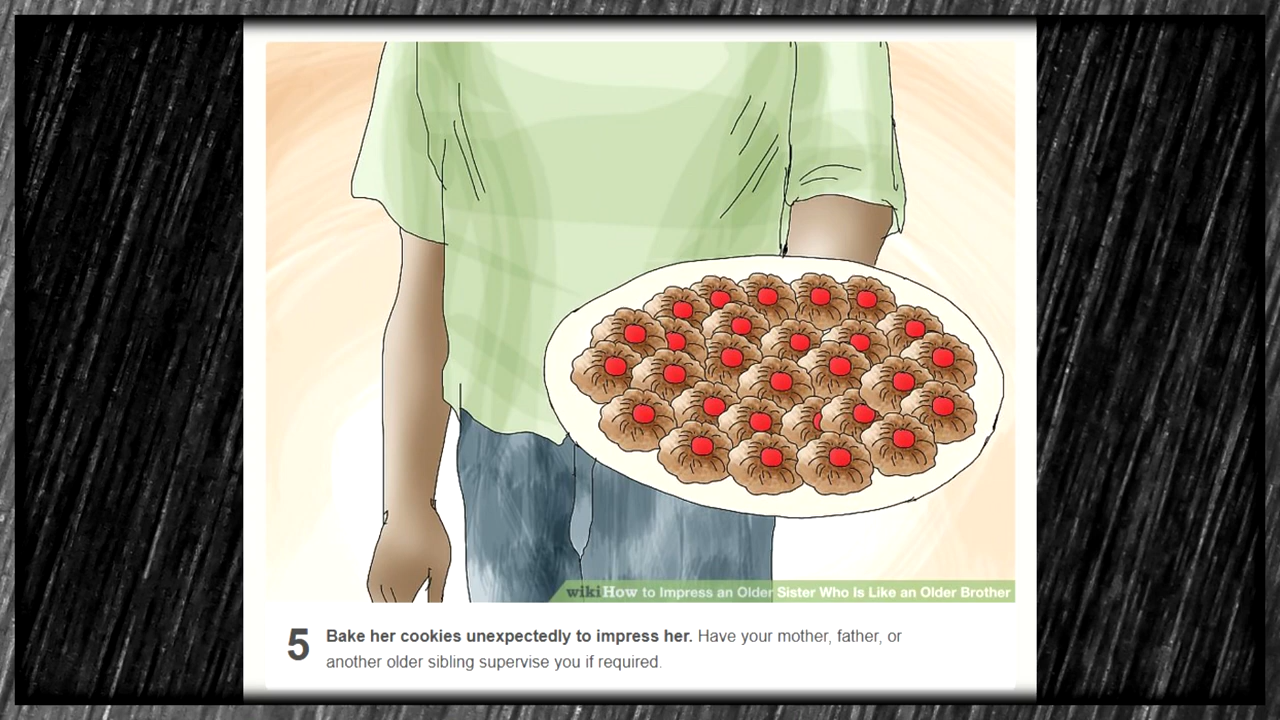 wikiHow to Impress an Older Sister Who Is Like an Older Brother
5 Bake her cookies unexpectedly to impress her. Have your mother, father, or
another older sibling supervise you if required.